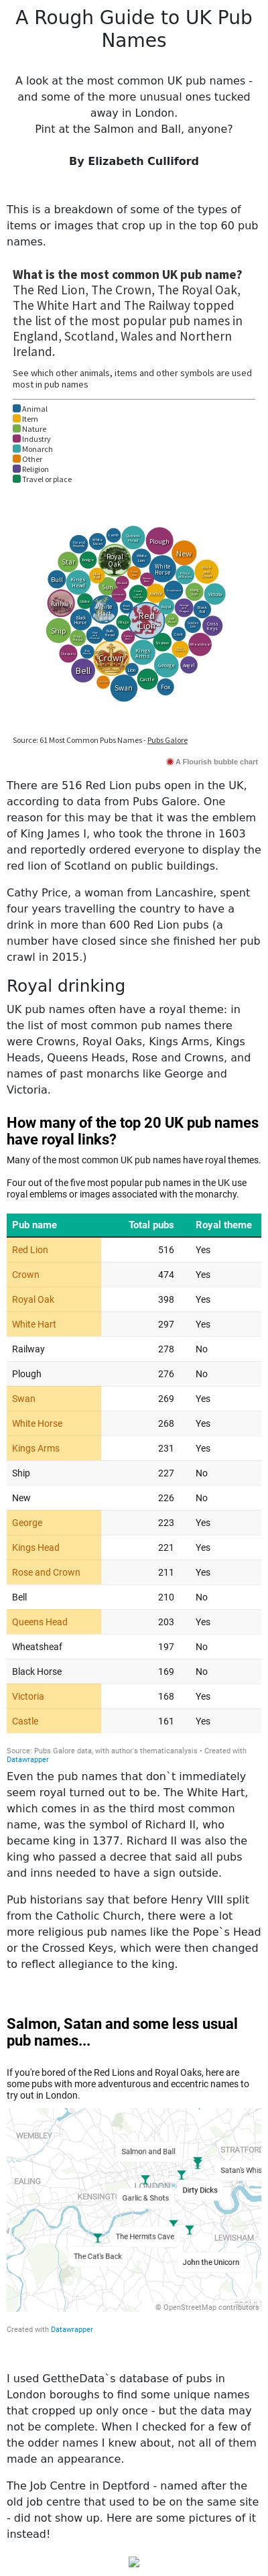 A Rough Guide to UK Pub
Names
A look at the most common UK pub names -
and some of the more unusual ones tucked
away in London.
Pint at the Salmon and Ball, anyone?
By Elizabeth Culliford
This is a breakdown of some of the types of
items or images that crop up in the top 60 pub
names.
What is the most common UK pub name?
The Red Lion, The Crown, The Royal Oak,
The White Hart and The Railway topped
the list of the most popular pub names in
England, Scotland, Wales and Northern
Ireland.
See which other animals, items and other symbols are used
most in pub names
Animal
Item
Nature
Industry
Monarch
Other
Religion
Travel or place
Plough
New
Royal
Oak
White
Horse
Star
Bell
Kings
Head
Sun
Victoria
Railway
White
Hart
Red
Lion
Ship
Black
Horse
Cross
Keys
Kings
Arms
Crown
George
Angel
Bell
Lion
Castle
Swan
Fox
Source: 61 Most Common Pubs Names - Pubs Galore
A Flourish bubble chart
There are 516 Red Lion pubs open in the UK,
according to data from Pubs Galore. One
reason for this may be that it was the emblem
of King James I, who took the throne in 1603
and reportedly ordered everyone to display the
red lion of Scotland on public buildings.
Cathy Price, a woman from Lancashire, spent
four years travelling the country to have a
drink in more than 600 Red Lion pubs (a
number have closed since she finished her pub
crawl in 2015.)
Royal drinking
UK pub names often have a royal theme: in
the list of most common pub names there
were Crowns, Royal Oaks, Kings Arms, Kings
Heads, Queens Heads, Rose and Crowns, and
names of past monarchs like George and
Victoria.
How many of the top 20 UK pub names
have royal links?
Many of the most common UK pub names have royal themes.
Four out of the five most popular pub names in the UK use
royal emblems or images associated with the monarchy.
Pub name Total pubs Royal theme
Red Lion 516 Yes
Crown 474 Yes
Royal Oak 398 Yes
White Hart 297 Yes
Railway 278 No
Plough 276 No
Swan 269 Yes
White Horse 268 Yes
Kings Arms 231 Yes
Ship 227 No
New 226 No
George 223 Yes
Kings Head 221 Yes
Rose and Crown 211 Yes
Bell 210 No
Queens Head 203 Yes
Wheatsheaf 197 No
Black Horse 169 No
Victoria 168 Yes
Castle 161 Yes
Source: Pubs Galore data, with author's thematicanalysis • Created with
Datawrapper
Even the pub names that don`t immediately
seem royal turned out to be. The White Hart,
which comes in as the third most common
name, was the symbol of Richard II, who
became king in 1377. Richard II was also the
king who passed a decree that said all pubs
and inns needed to have a sign outside.
Pub historians say that before Henry VIII split
from the Catholic Church, there were a lot
more religious pub names like the Pope`s Head
or the Crossed Keys, which were then changed
to reflect allegiance to the king.
Salmon, Satan and some less usual
pub names...
If you're bored of the Red Lions and Royal Oaks, here are
some pubs with more adventurous and eccentric names to
try out in London.
WEMBLEY
Salmon and Ball
STRATFORD
EALING
Satan's Whis
KENSINGT
LONDON
Dirty Dicks
Garlic & Shots
The Hermits Cave
LEWISHAM
The Cat's Back
John the Unicorn
© OpenStreetMap contributors
Created with Datawrapper
I used GettheData`s database of pubs in
London boroughs to find some unique names
that cropped up only once - but the data may
not be complete. When I checked for a few of
the odder names I knew about, not all of them
made an appearance.
The Job Centre in Deptford - named after the
old job centre that used to be on the same site
- did not show up. Here are some pictures of it
instead!